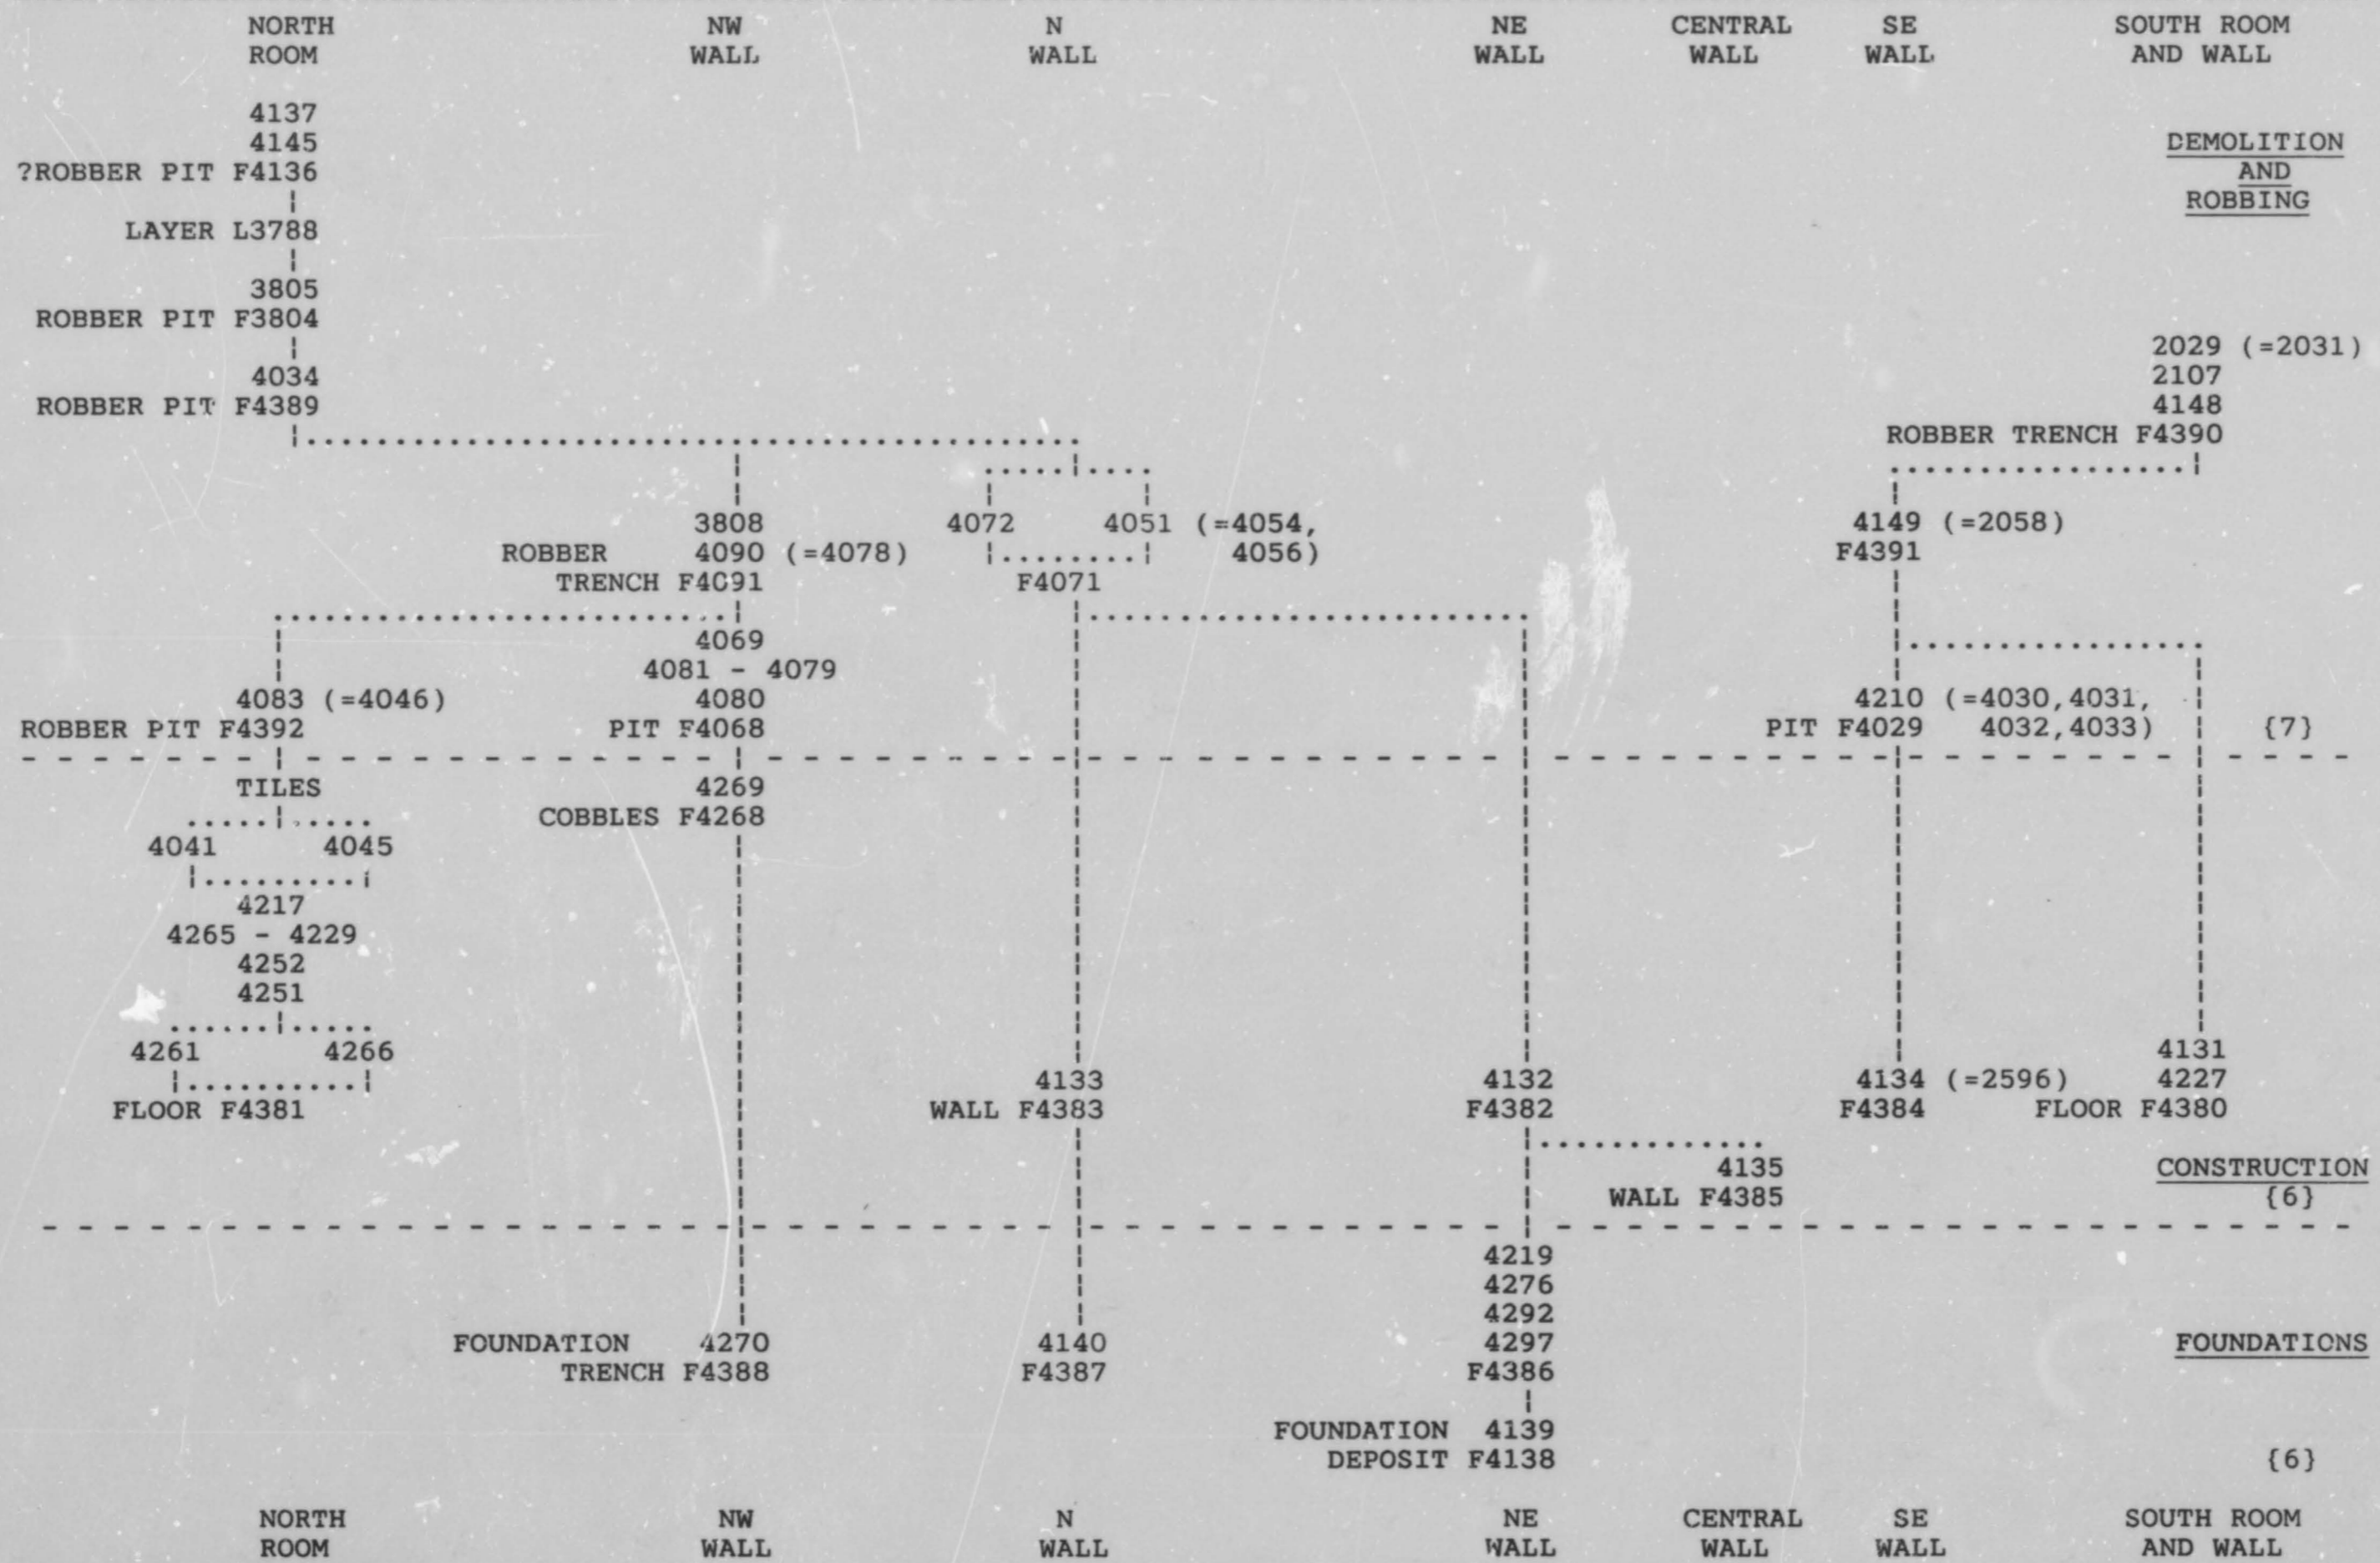 NORTH NW N NE CENTRAL SE SOUTH ROOM
ROOM WALL WALL WALL WALL WALL AND WALL
4137
4145 DEMOLITION
?ROBBER PIT F4136 AND
ROBBING
LAYER L3788
3805
ROBBER PIT F3804
2029 (=2031)
4034 2107
ROBBER PIT F4389 4148
ROBBER TRENCH F4390
3808 4072 4051 (=4054, 4149 (=2058)
ROBBER 4090 (=4078) 4056) F4391
TRENCH F4091 F4071
4069
4081 - 4079
4083 (=4046) 4080 4210 (=4030,4031,
ROBBER PIT F4392 PIT F4068 PIT F4029 4032,4033) {7}
TILES 4269
COBBLES F4268
4041 4045
4217
4265 - 4229
4252
4251
4261 4266 4131
4133 4132 4134 (=2596) 4227
FLOOR F4381 WALL F4383 F4382 F4384 FLOOR F4380
4135 CONSTRUCTION
WALL F4385 {6}
4219
4276
4292
FOUNDATION 4270 4140 4297 FOUNDATIONS
TRENCH F4388 F4387 F4386
FOUNDATION 4139
DEPOSIT F4138 {6}
NORTH NW N NE CENTRAL SE SOUTH ROOM
ROOM WALL WALL WALL WALL WALL AND WALL